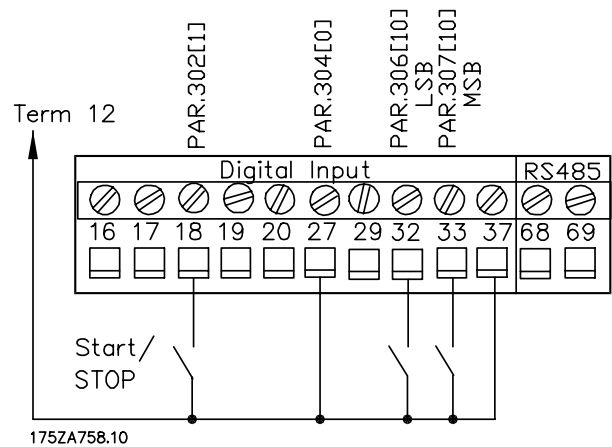 PAR.302[1]
PAR.304[0]
PAR.306[10]
LSB
PAR.307[10]
MSB
Term 12
Digital Input
RS485
16 17 18 19 20 27 29 32 33 37 68 69
Start/
STOP
175ZA758.10